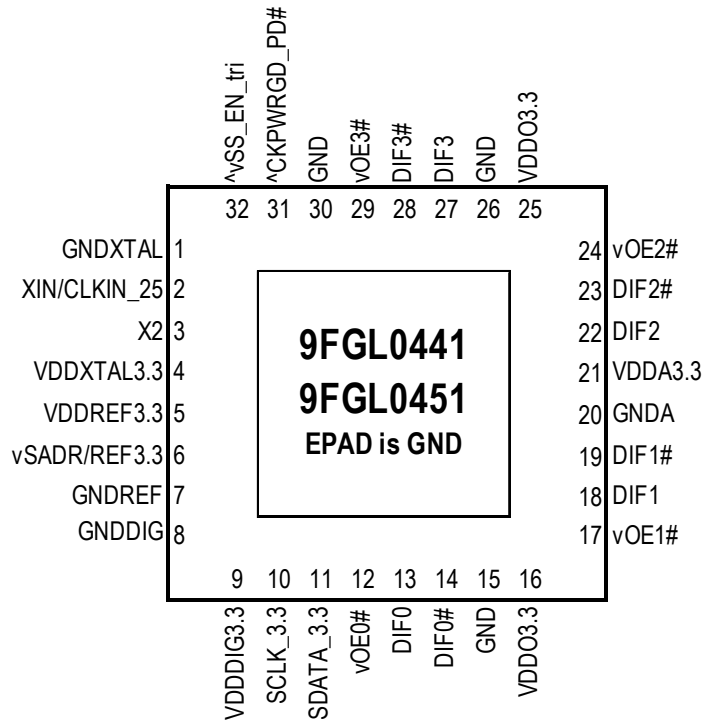 ^vSS_EN_tri
^CKPWRGD_PD#
GND
vOE3#
DIF3#
DIF3
GND
VDDO3.3
32 31 30 29 28 27 26 25
GNDXTAL 1
XIN/CLKIN_25 2
X2 3
VDDXTAL3.3 4
VDDREF3.3 5
vSADR/REF3.3 6
GNDREF 7
GNDDIG 8
9FGL0441
9FGL0451
EPAD is GND
24 vOE2#
23 DIF2#
22 DIF2
21 VDDA3.3
20 GNDA
19 DIF1#
18 DIF1
17 vOE1#
9 10 11 12 13 14 15 16
VDDDIG3.3
SCLK_3.3
SDATA_3.3
vOE0#
DIF0
DIF0#
GND
VDDO3.3